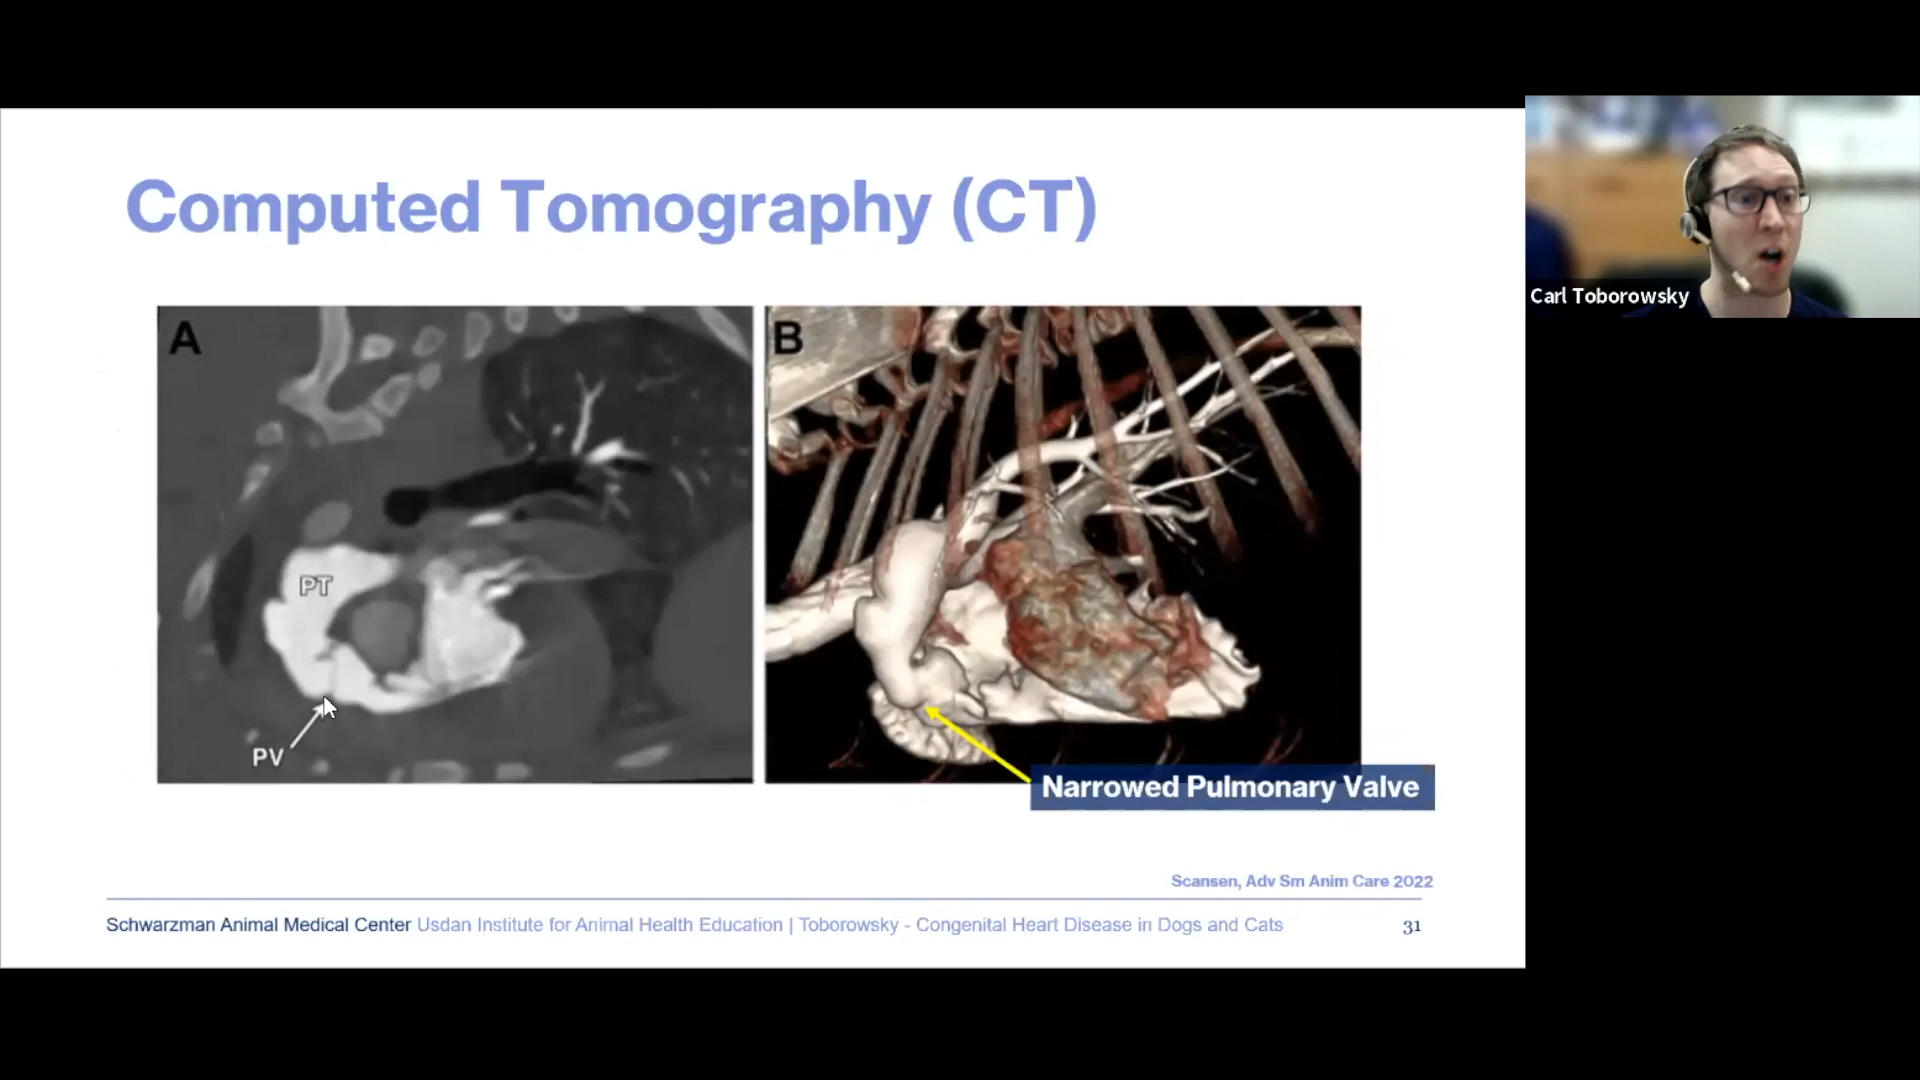 Computed Tomography (CT)
A
B
PT
PV
Narrowed Pulmonary Valve
Scansen, Adv Sm Anim Care 2022
Schwarzman Animal Medical Center Usdan Institute for Animal Health Education | Toborowsky - Congenital Heart Disease in Dogs and Cats 31
Carl Toborowsky